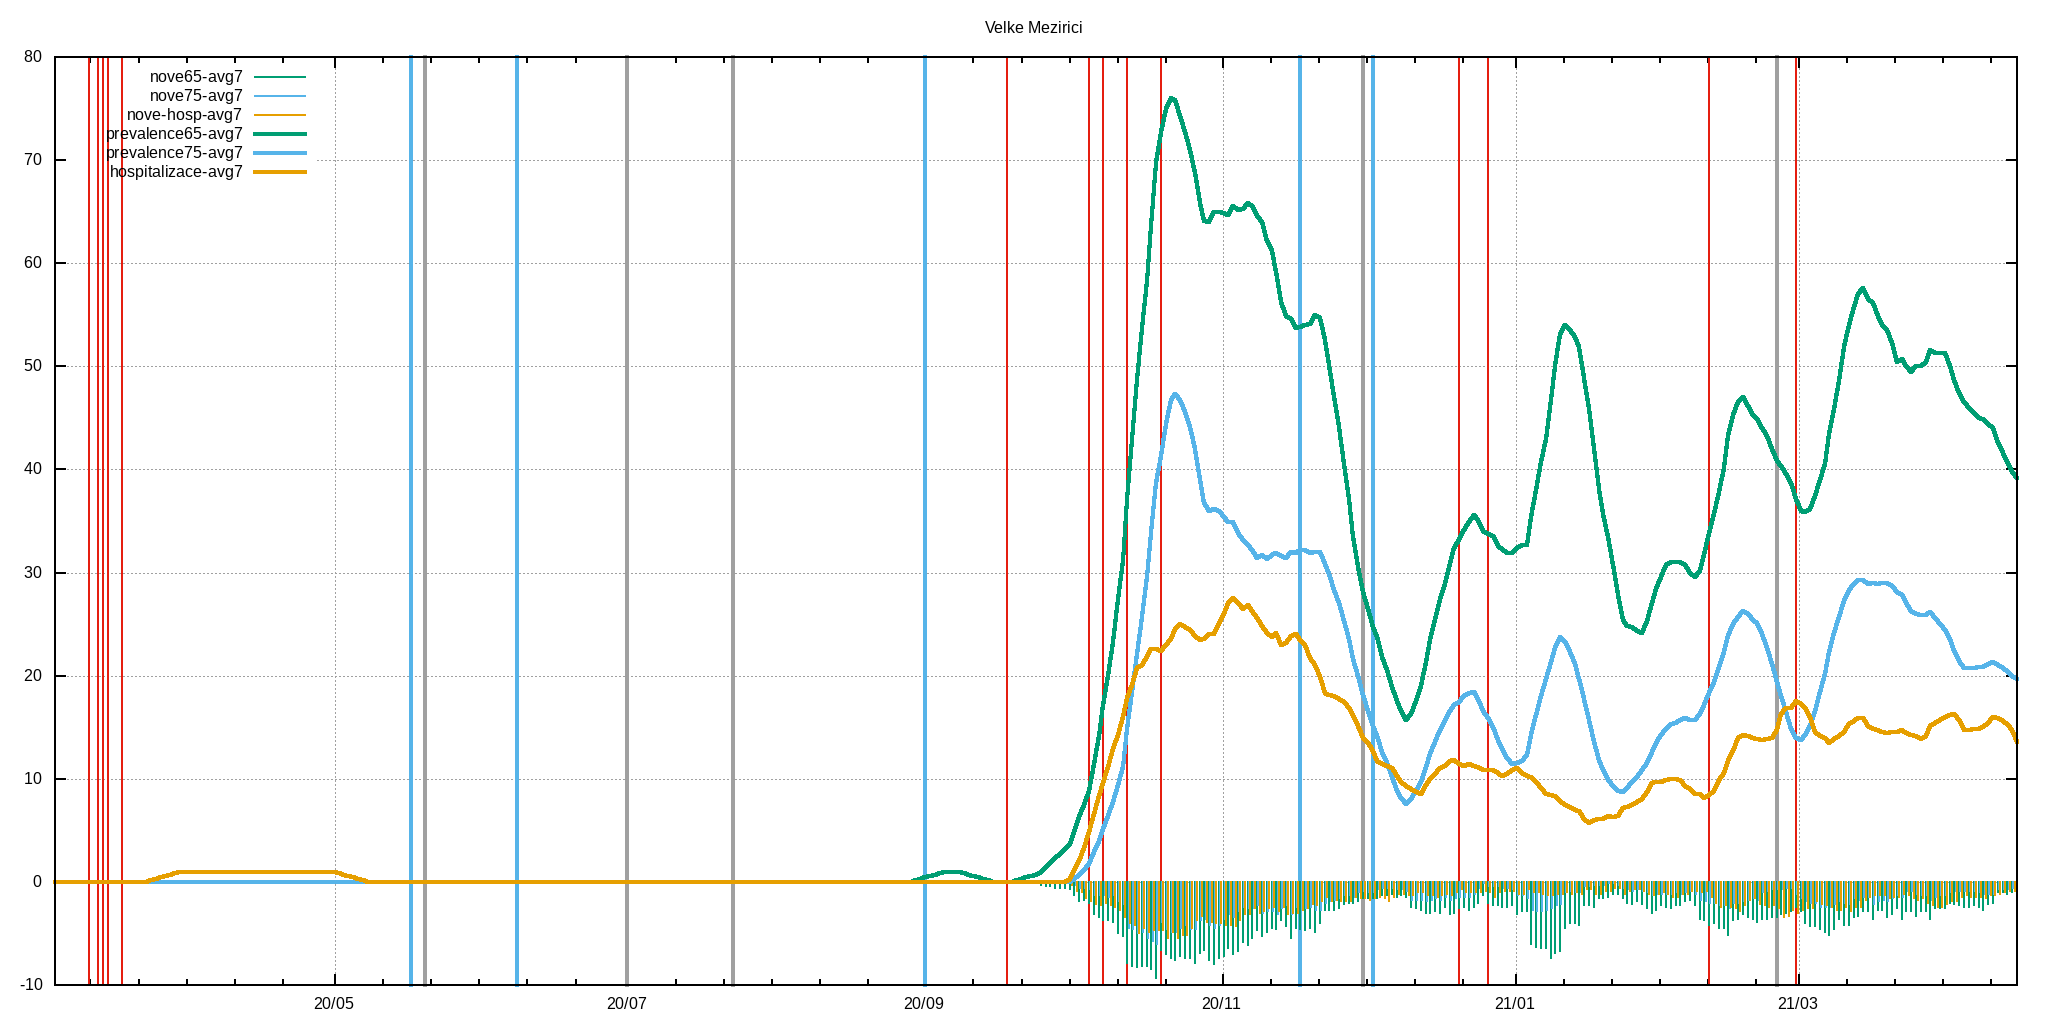 Velke Mezirici
80
70
60
50
40
30
20
10
0
-10
nove65-avg7
nove75-avg7
nove-hosp-avg7
prevalence65-avg7
prevalence75-avg7
hospitalizace-avg7
20/05 20/07 20/09 20/11 21/01 21/03